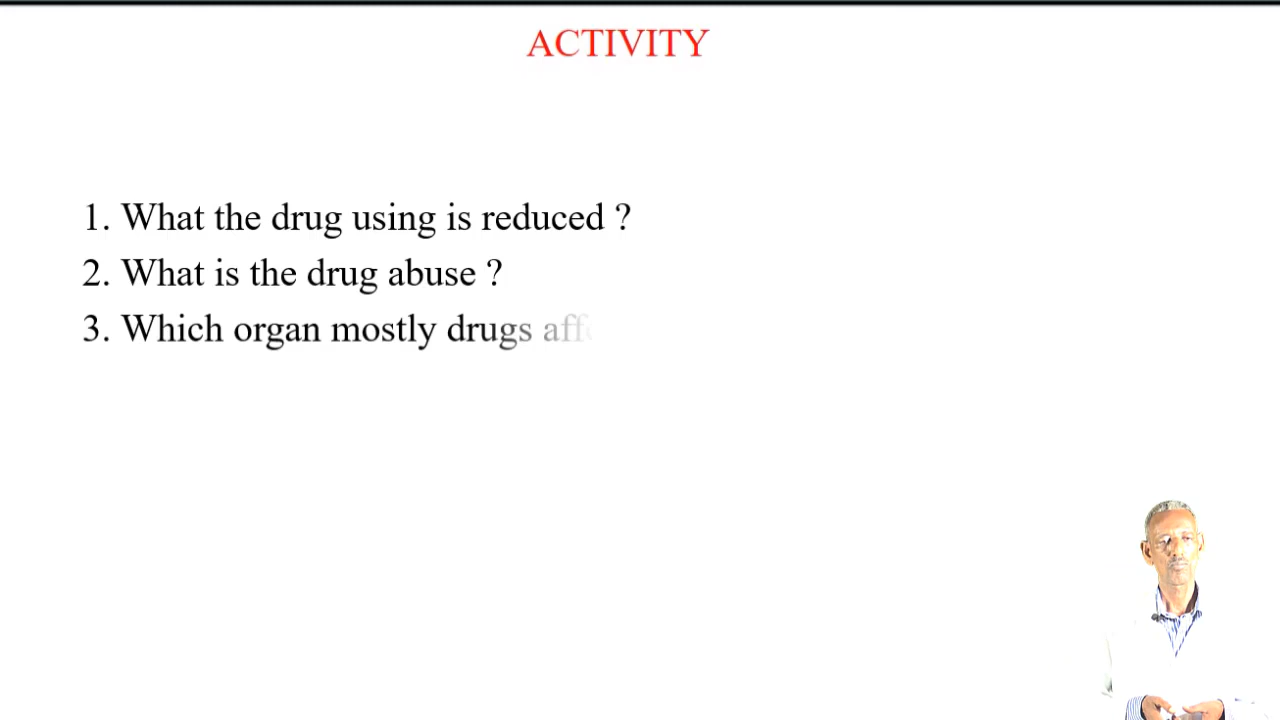 ACTIVITY
1. What the drug using is reduced ?
2. What is the drug abuse ?
3. Which organ mostly drugs